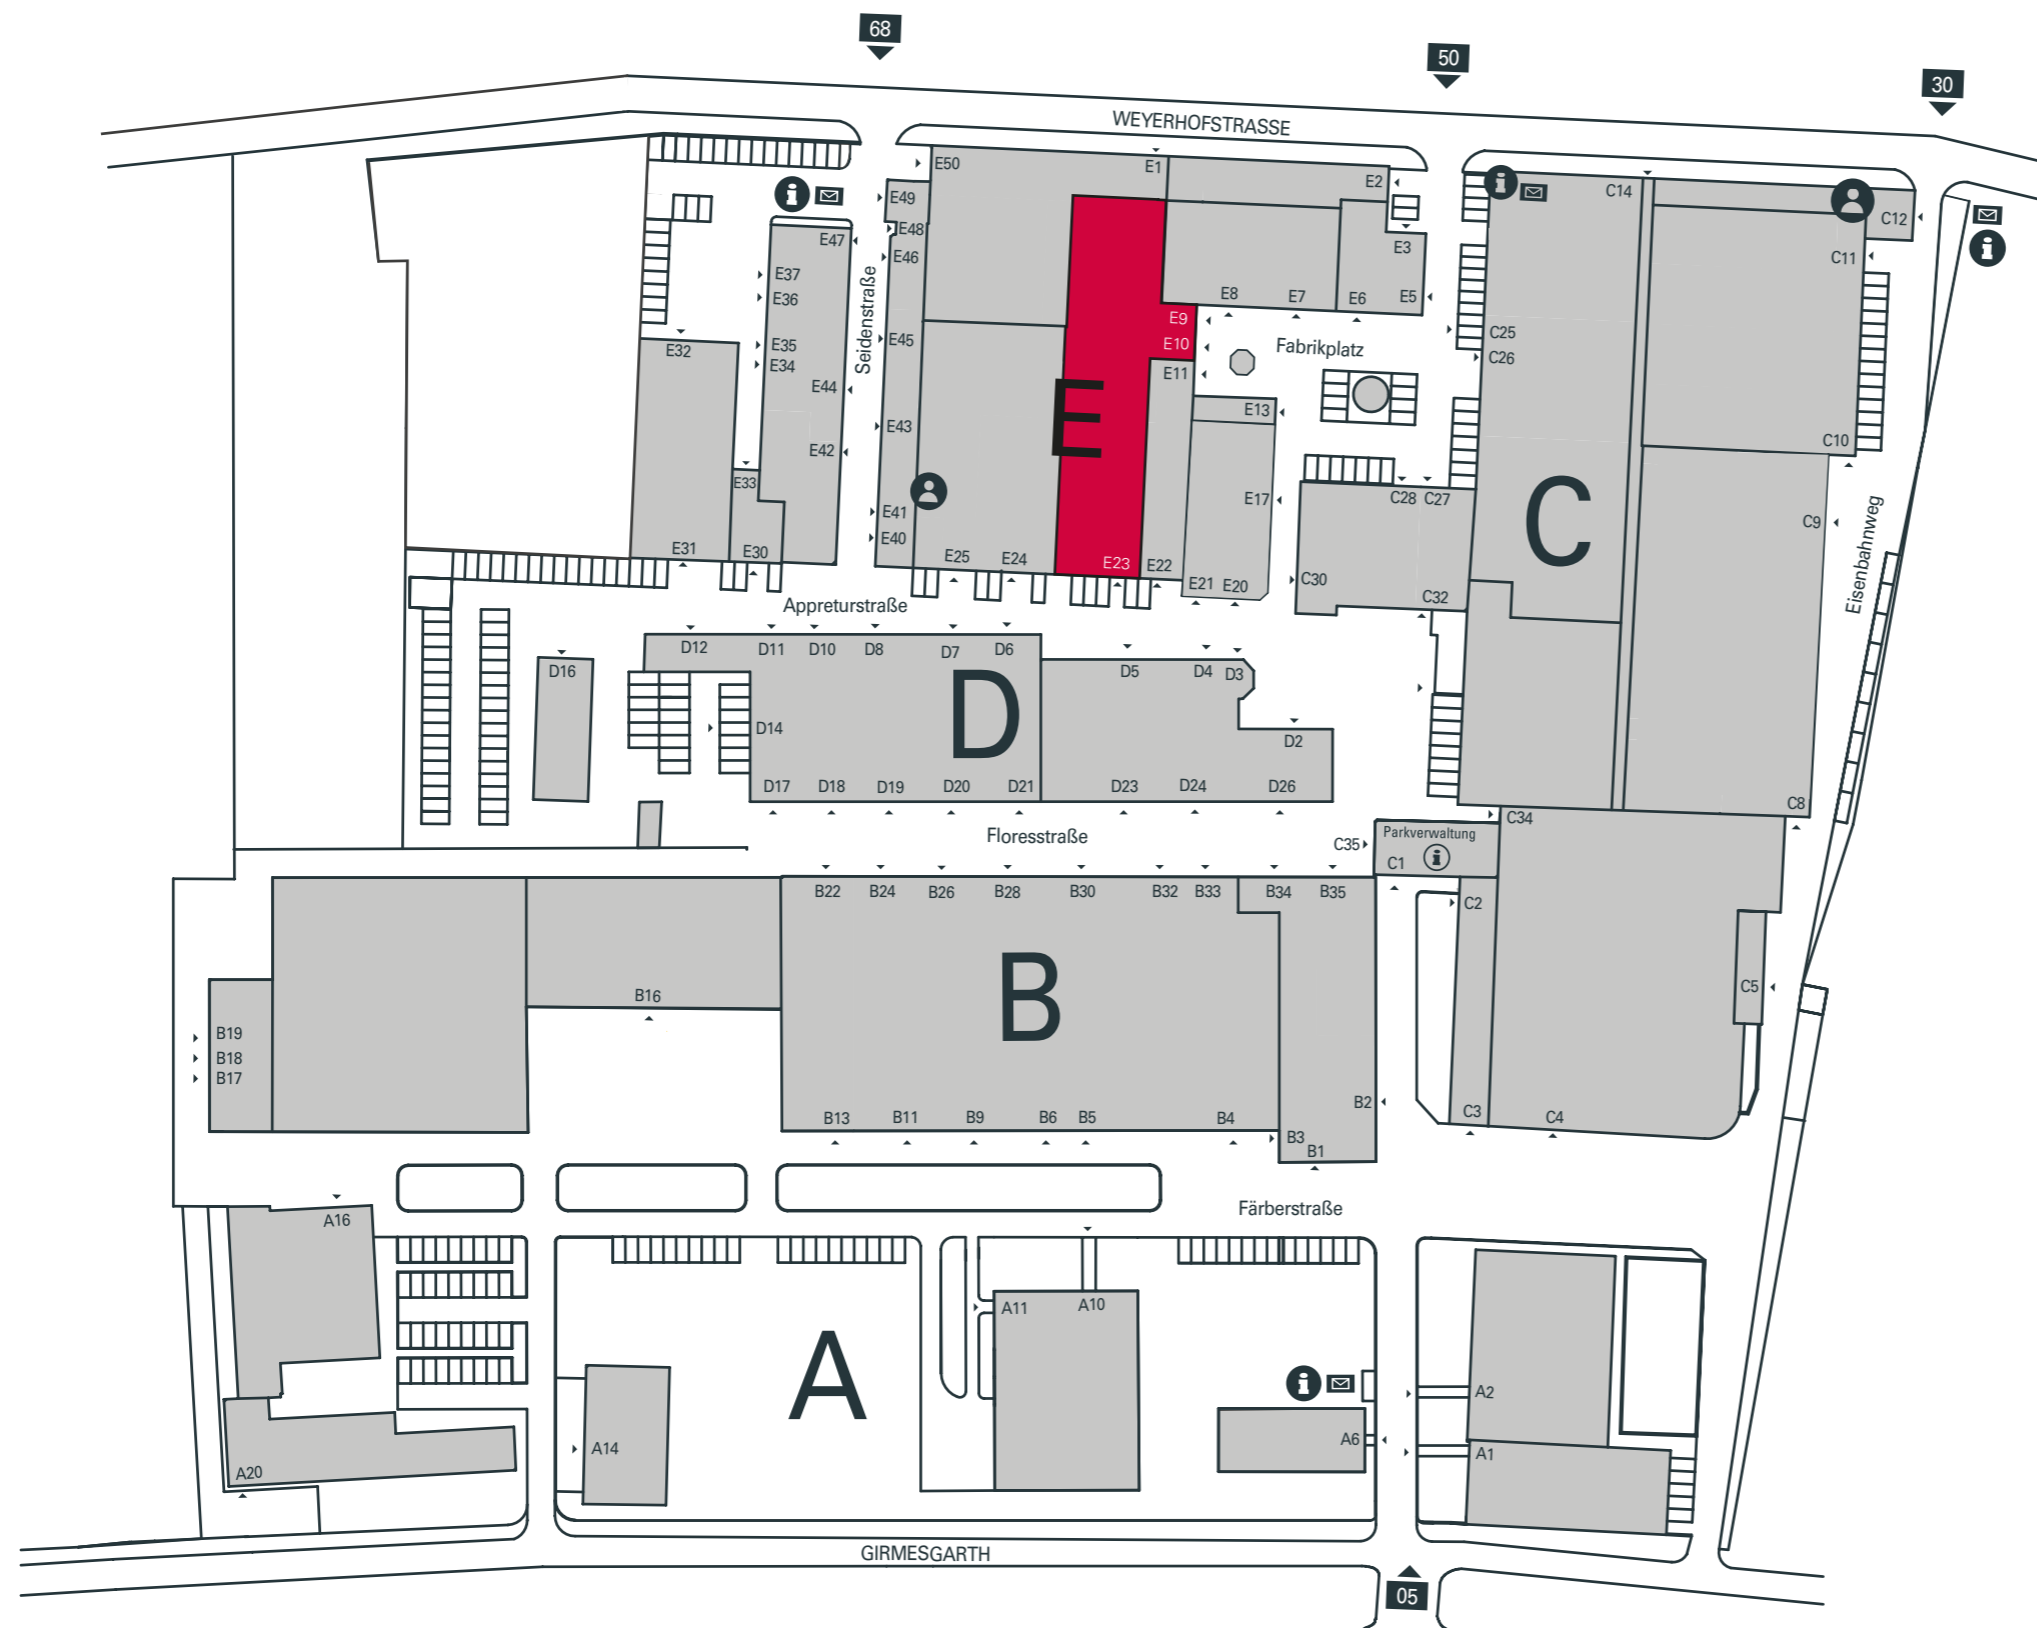 68
50
30
WEYERHOFSTRASSE
E50
E1
E2
E49
E48
E47
E46
E3
C14
C12
C11
E37
E36
E8
E7
E6
E5
E9
E10
E11
Fabrikplatz
E35
E34
E32
Seidenstraße
E45
E44
E43
E42
E
E13
E17
C25
C26
C10
C28
C27
C
C9
Eisenbahnweg
E33
E41
E40
E31
E30
E25
E24
E23
E22
E21
E20
C30
C32
Appreturstraße
D12
D11
D10
D8
D7
D6
D5
D4
D3
D16
D
D14
D2
D17
D18
D19
D20
D21
D23
D24
D26
C8
C34
Floresstraße
Parkverwaltung
C35
C1
B22
B24
B26
B28
B30
B32
B33
B34
B35
C2
B
B16
C5
B19
B18
B17
B13
B11
B9
B6
B5
B4
B3
B2
B1
C3
C4
Färberstraße
A16
A11
A10
A
A14
A6
A2
A1
A20
GIRMESGARTH
05